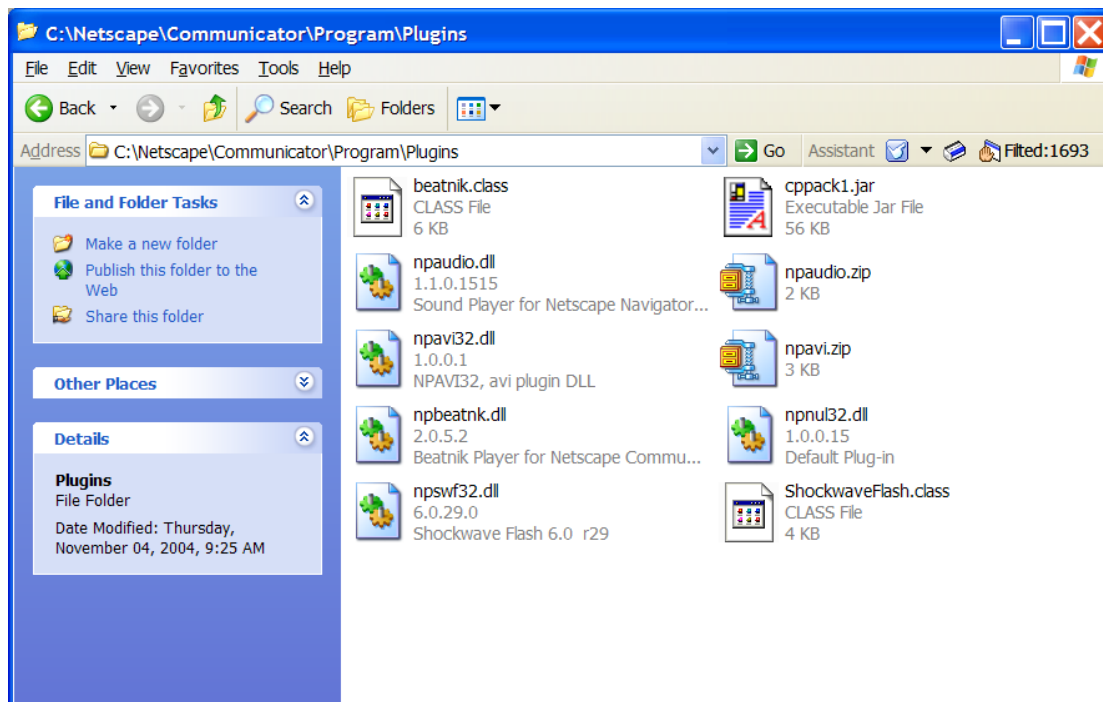 C:\Netscape\Communicator\Program\Plugins
File Edit View Favorites Tools Help
Back Search Folders
Address C:\Netscape\Communicator\Program\Plugins Go Assistant Filted:1693
File and Folder Tasks
Make a new folder
Publish this folder to the
Web
Share this folder
Other Places
Details
Plugins
File Folder
Date Modified: Thursday,
November 04, 2004, 9:25 AM
beatnik.class
CLASS File
6 KB
cppack1.jar
Executable Jar File
56 KB
npaudio.dll
1.1.0.1515
Sound Player for Netscape Navigator...
npaudio.zip
2 KB
npavi32.dll
1.0.0.1
NPAVI32, avi plugin DLL
npavi.zip
3 KB
npbeatnk.dll
2.0.5.2
Beatnik Player for Netscape Commu...
npnul32.dll
1.0.0.15
Default Plug-in
npswf32.dll
6.0.29.0
Shockwave Flash 6.0 r29
ShockwaveFlash.class
CLASS File
4 KB